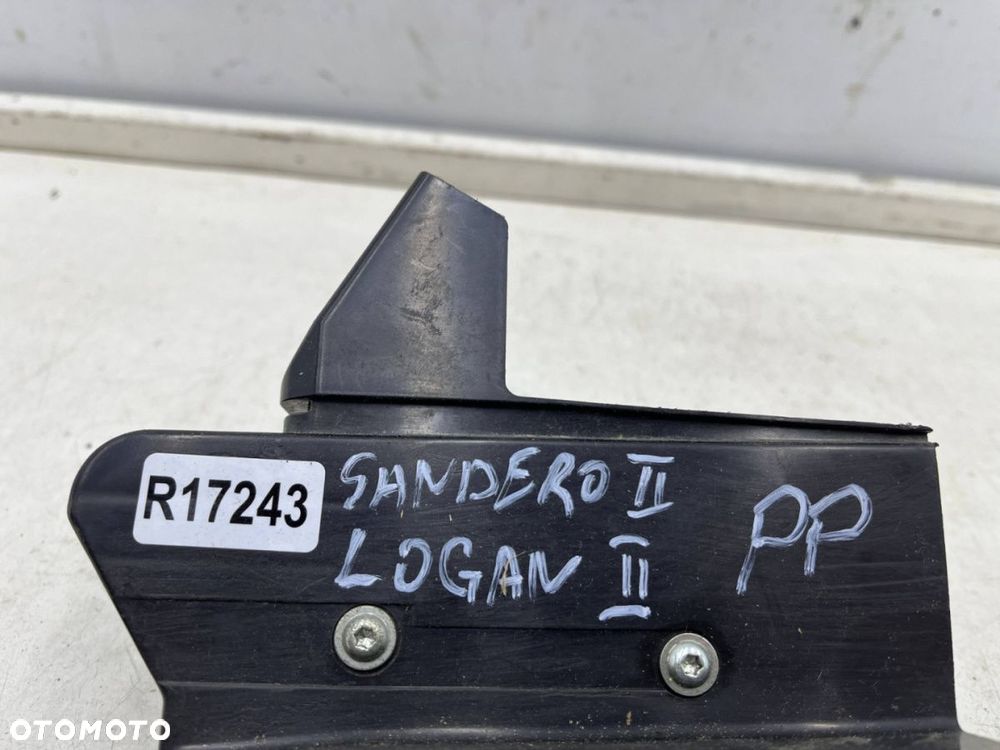 R17243
SANDERO II
LOGAN II
PP
OTOMOTO